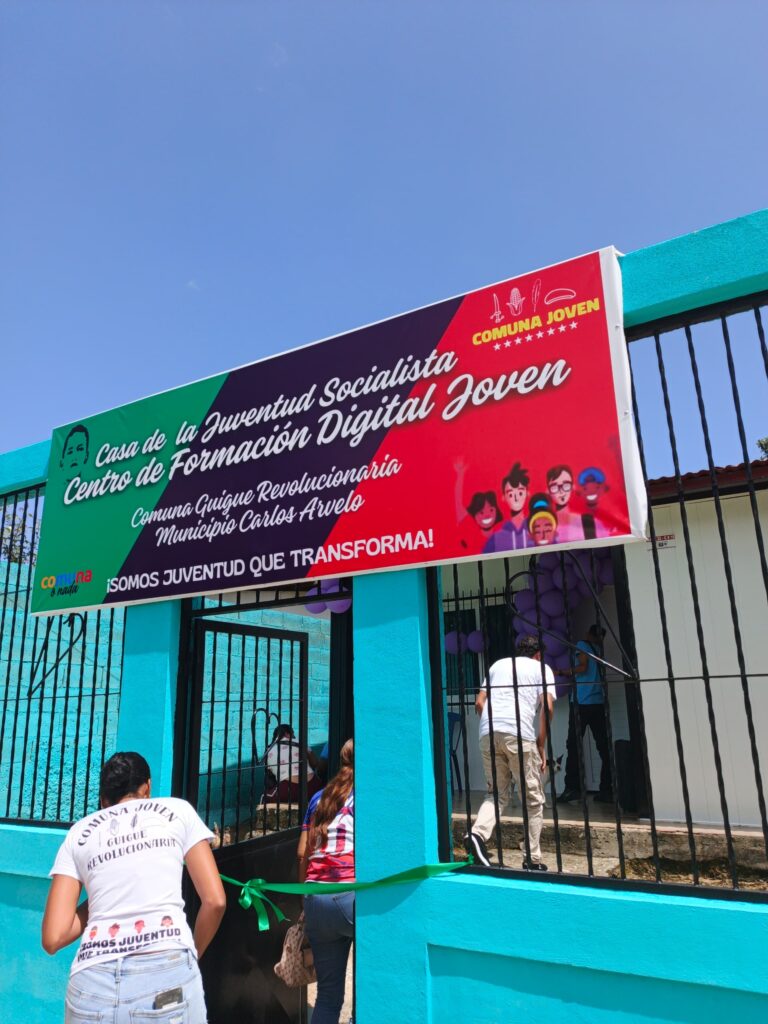 COMUNA JOVEN
Casa de la Juventud Socialista
Centro de Formación Digital Joven
Comuna Guigue Revolucionaria
Municipio Carlos Arvelo
comuna
o nada
¡SOMOS JUVENTUD QUE TRANSFORMA!
COMUNA JOVEN
GUIGUE
REVOLUCIONARIA
SOMOS JUVENTUD
QUE